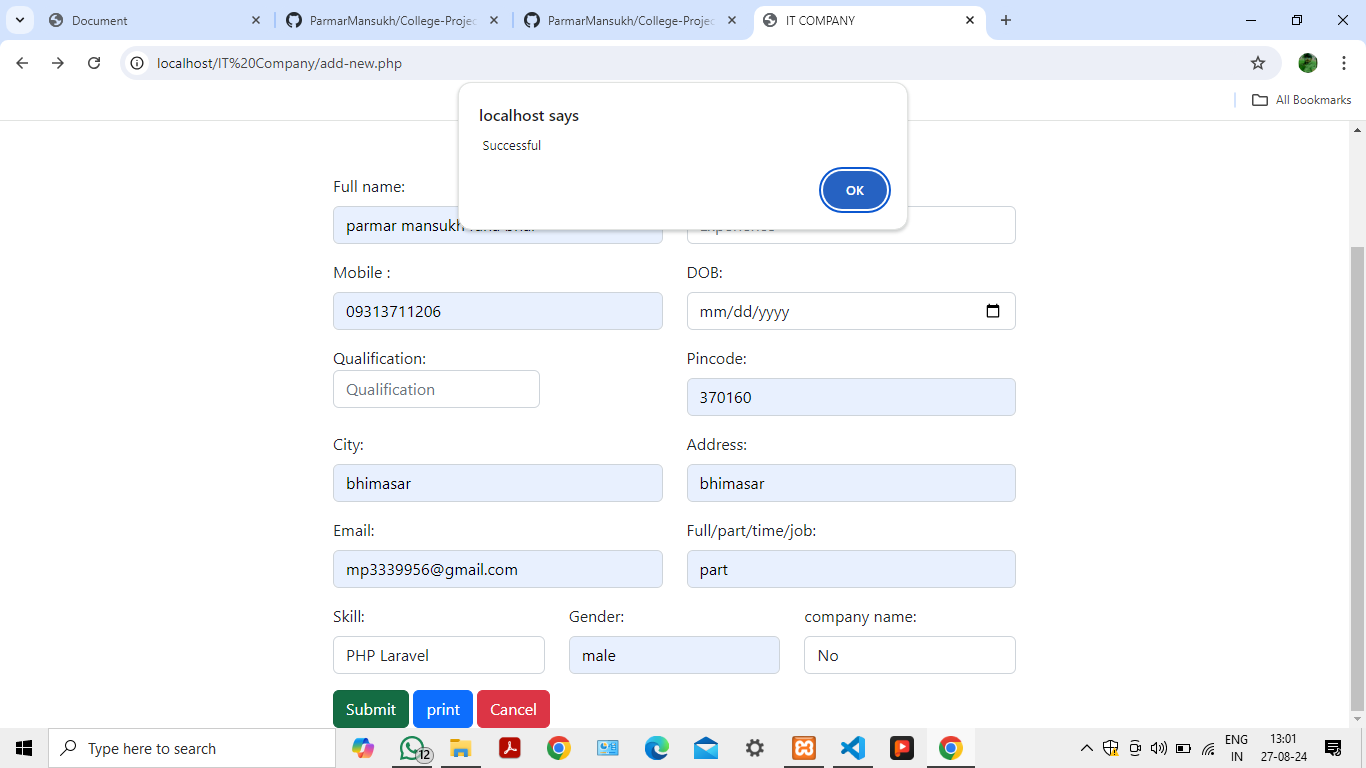 Document
ParmarMansukh/College-Projec
ParmarMansukh/College-Projec
IT COMPANY
localhost/IT%20Company/add-new.php
All Bookmarks
localhost says
Successful
OK
Full name:
parmar mansukh
Experience
Mobile :
DOB:
09313711206
mm/dd/yyyy
Qualification:
Pincode:
Qualification
370160
City:
Address:
bhimasar
bhimasar
Email:
Full/part/time/job:
mp3339956@gmail.com
part
Skill:
Gender:
company name:
PHP Laravel
male
No
Submit
print
Cancel
Type here to search
12
ENG
IN
13:01
27-08-24